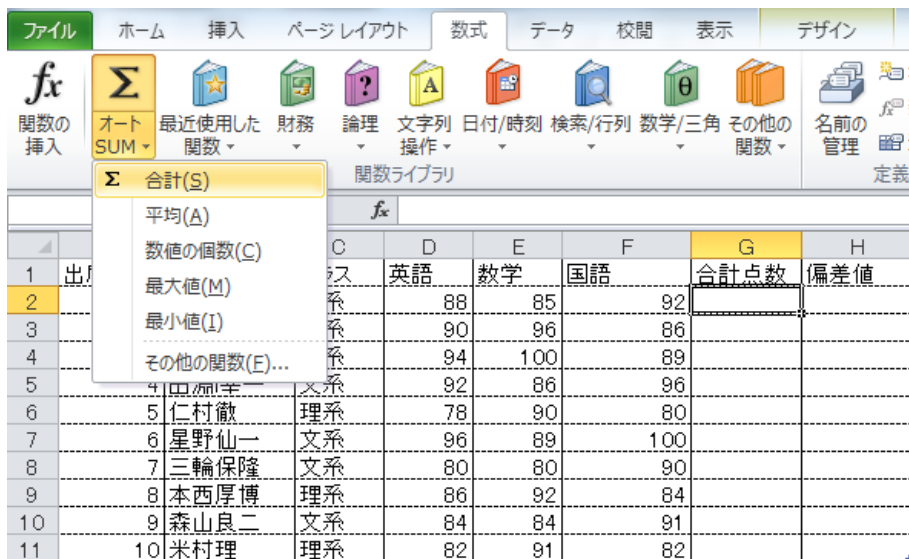 ファイル ホーム 挿入 ページ レイアウト 数式 データ 校閲 表示 デザイン
fx Σ ? A θ
関数の オート 最近使用した 財務 論理 文字列 日付/時刻 検索/行列 数学/三角 その他の 名前の
挿入 SUM 関数 操作 関数 管理
関数ライブラリ 定義
Σ 合計(S)
fx
平均(A)
数値の個数(C)
最大値(M)
最小値(I)
その他の関数(F)...
C D E F G H
1 英語 数学 国語 合計点数 偏差値
2 88 85 92
3 90 96 86
4 94 100 89
5 92 86 96
6 5 仁村徹 理系 78 90 80
7 6 星野仙一 文系 96 89 100
8 7 三輪保隆 文系 80 80 90
9 8 本西厚博 理系 86 92 84
10 9 森山良二 文系 84 84 91
11 10 米村理 理系 82 91 82